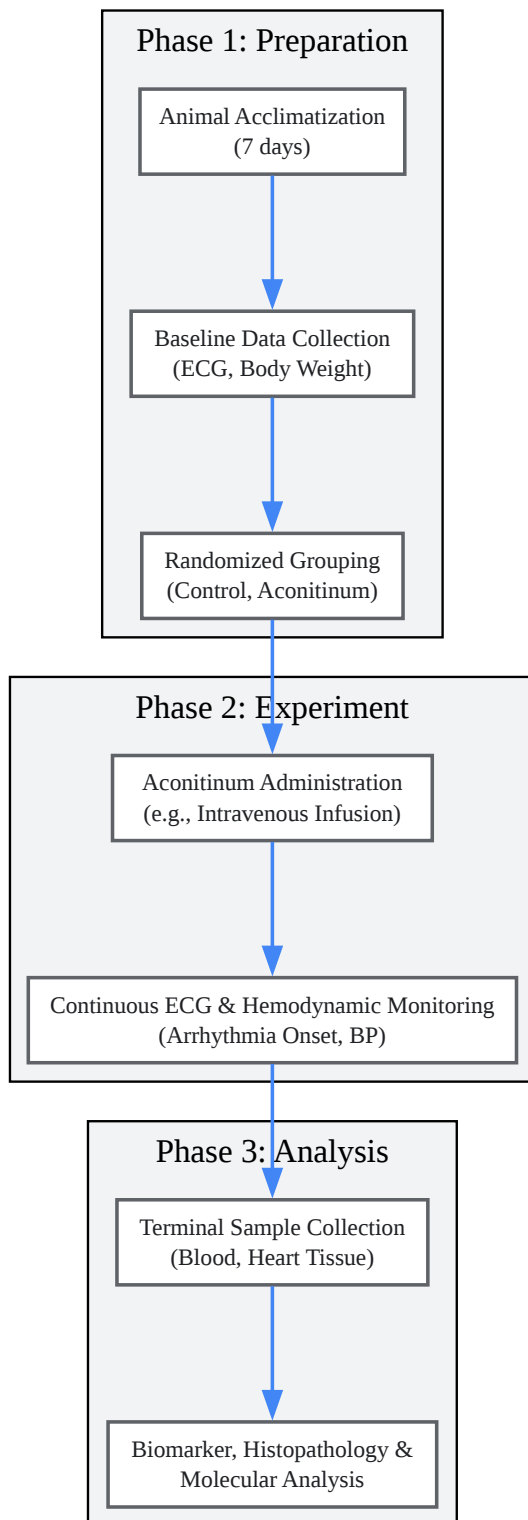 Phase 1: Preparation
Animal Acclimatization
(7 days)
Baseline Data Collection
(ECG, Body Weight)
Randomized Grouping
(Control, Aconitinum)
Phase 2: Experiment
Aconitinum Administration
(e.g., Intravenous Infusion)
Continuous ECG & Hemodynamic Monitoring
(Arrhythmia Onset, BP)
Phase 3: Analysis
Terminal Sample Collection
(Blood, Heart Tissue)
Biomarker, Histopathology &
Molecular Analysis